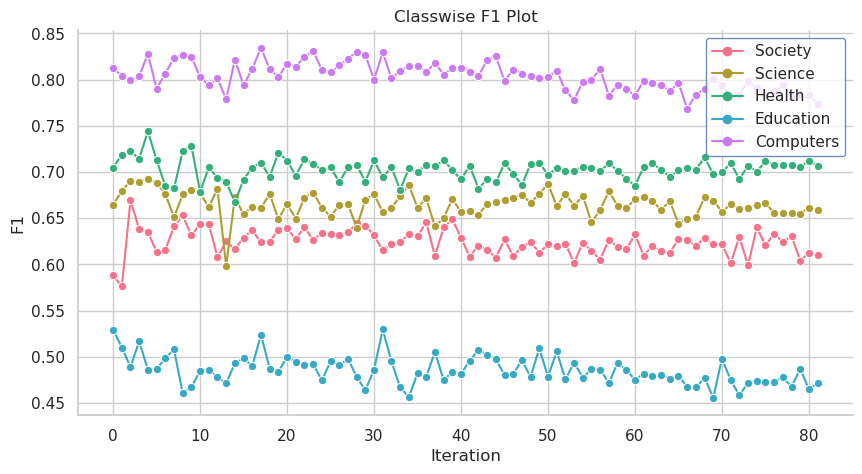 Classwise F1 Plot
0.85
0.80
0.75
0.70
0.65
0.60
0.55
0.50
0.45
F1
0 10 20 30 40 50 60 70 80
Iteration
Society
Science
Health
Education
Computers